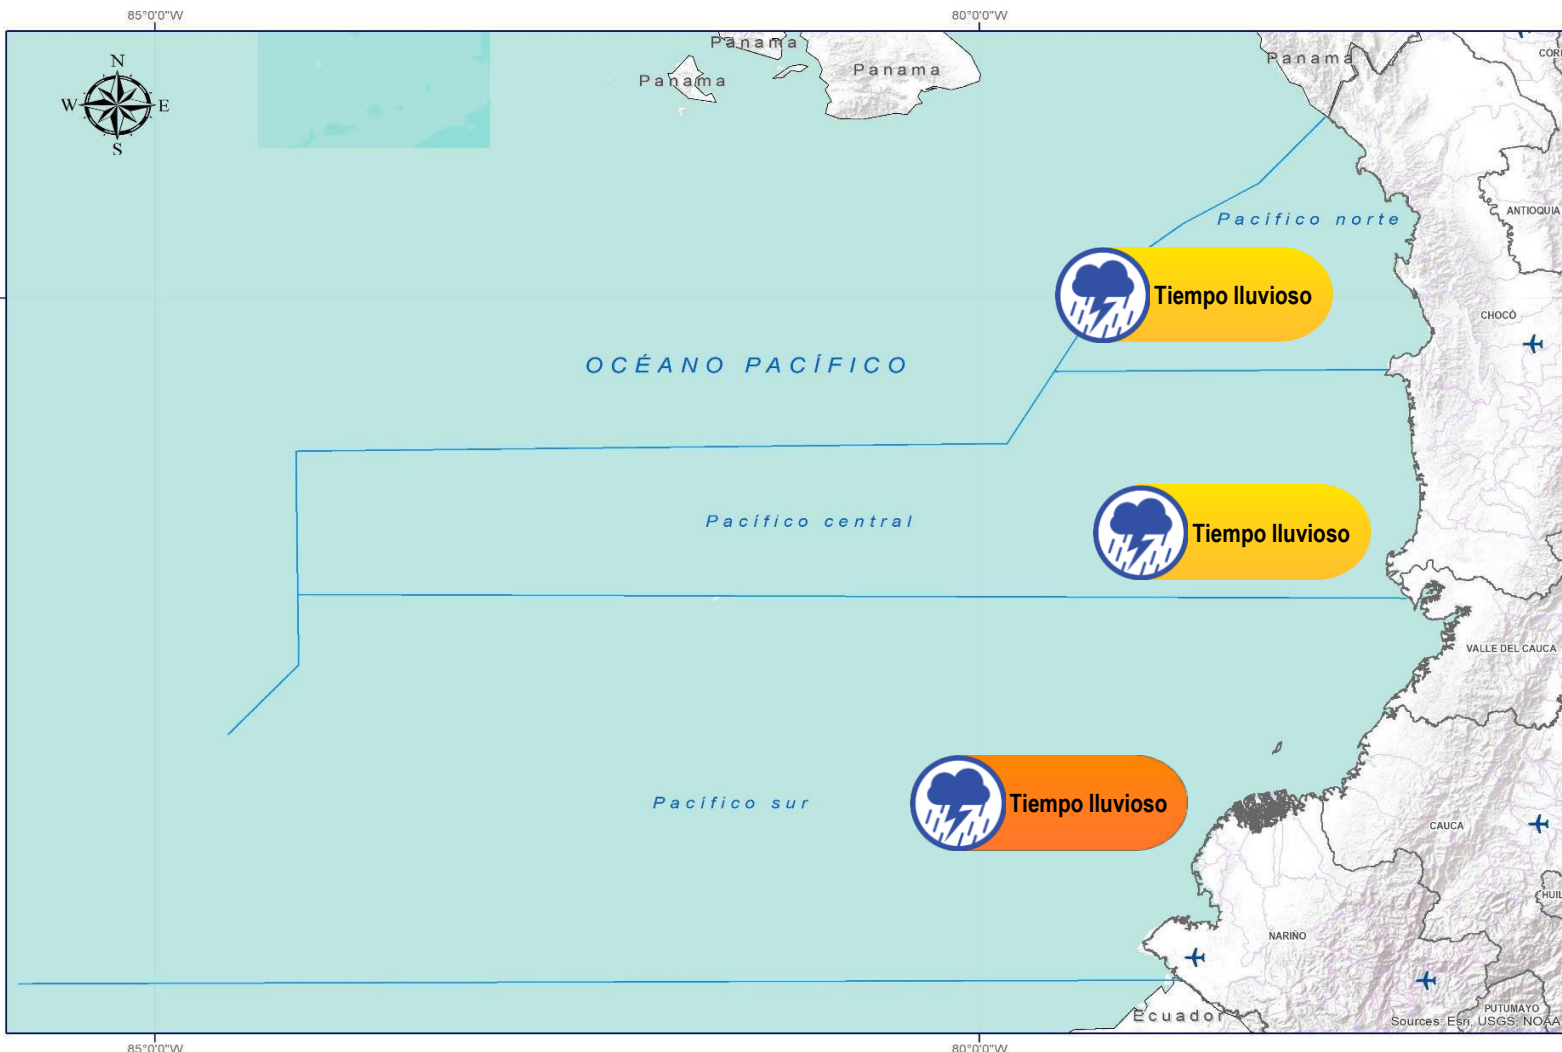 85°0'0"W
80°0'0"W
N
W
E
S
Panama
Panama
Panama
Panama
ANTIOQUIA
Pacífico norte
Tiempo lluvioso
CHOCÓ
OCÉANO PACÍFICO
Pacífico central
Tiempo lluvioso
VALLE DEL CAUCA
Pacífico sur
Tiempo lluvioso
CAUCA
NARIÑO
PUTUMAYO
Ecuador
Sources: Esri, USGS, NOAA
85°0'0"W
80°0'0"W